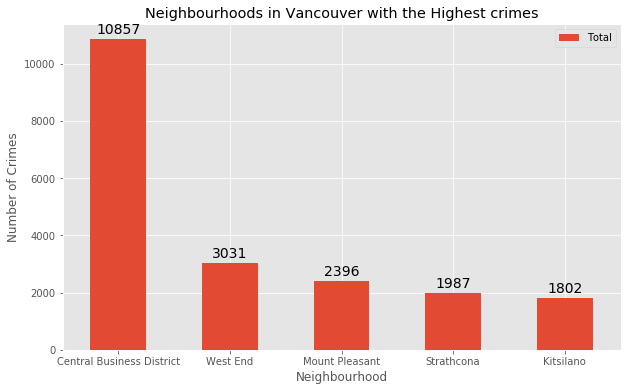 Neighbourhoods in Vancouver with the Highest crimes
10857
Total
10000
8000
6000
4000
2000
0
Number of Crimes
3031
2396
1987
1802
Central Business District
West End
Mount Pleasant
Strathcona
Kitsilano
Neighbourhood